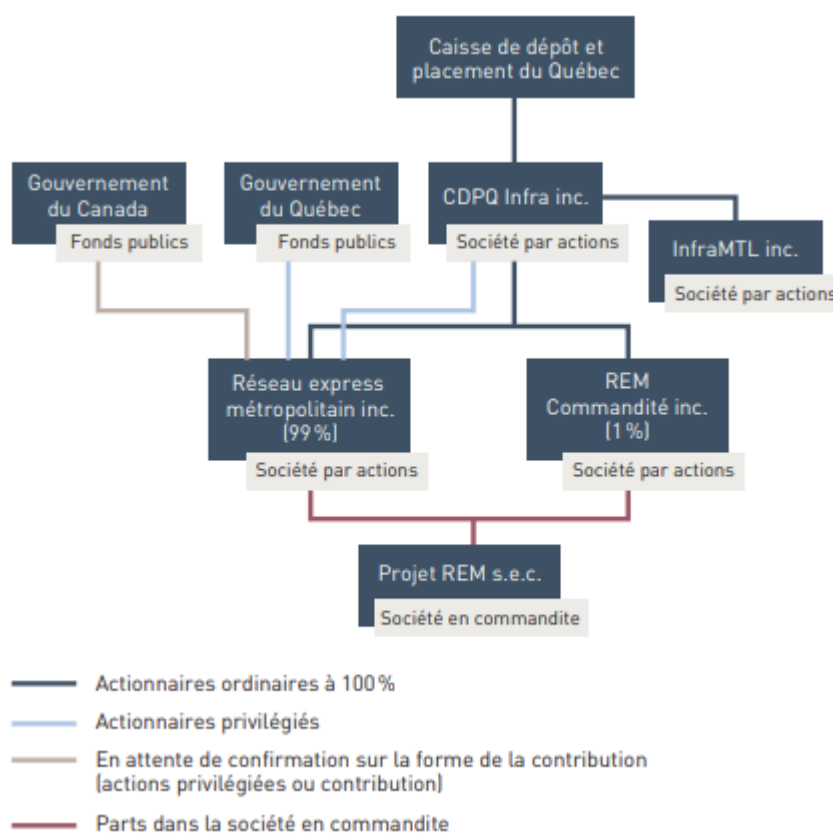 Caisse de dépôt et
placement du Québec
Gouvernement
du Canada
Fonds publics
Gouvernement
du Québec
Fonds publics
CDPQ Infra inc.
Société par actions
InfraMTL inc.
Société par actions
Réseau express
métropolitain inc.
(99 %)
Société par actions
REM
Commandité inc.
(1 %)
Société par actions
Projet REM s.e.c.
Société en commandite
Actionnaires ordinaires à 100 %
Actionnaires privilégiés
En attente de confirmation sur la forme de la contribution
(actions privilégiées ou contribution)
Parts dans la société en commandite